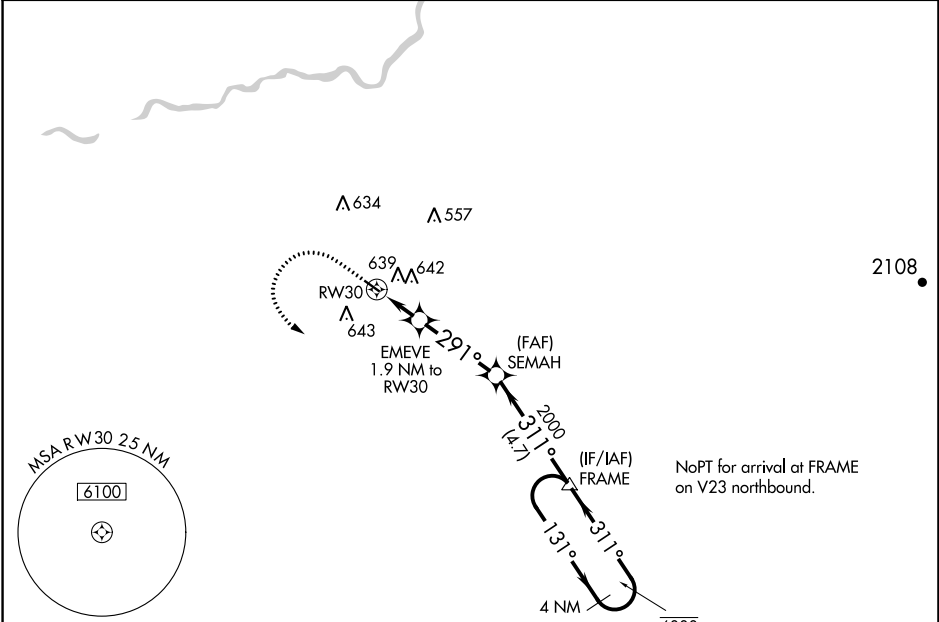 634
557
2108
639
642
RW30
643
EMEVE
1.9 NM to
RW30
291°
(FAF)
SEMAH
2000
311°
(4.7)
(IF/IAF)
FRAME
NoPT for arrival at FRAME
on V23 northbound.
MSA RW30 25 NM
6100
131°
311°
4 NM